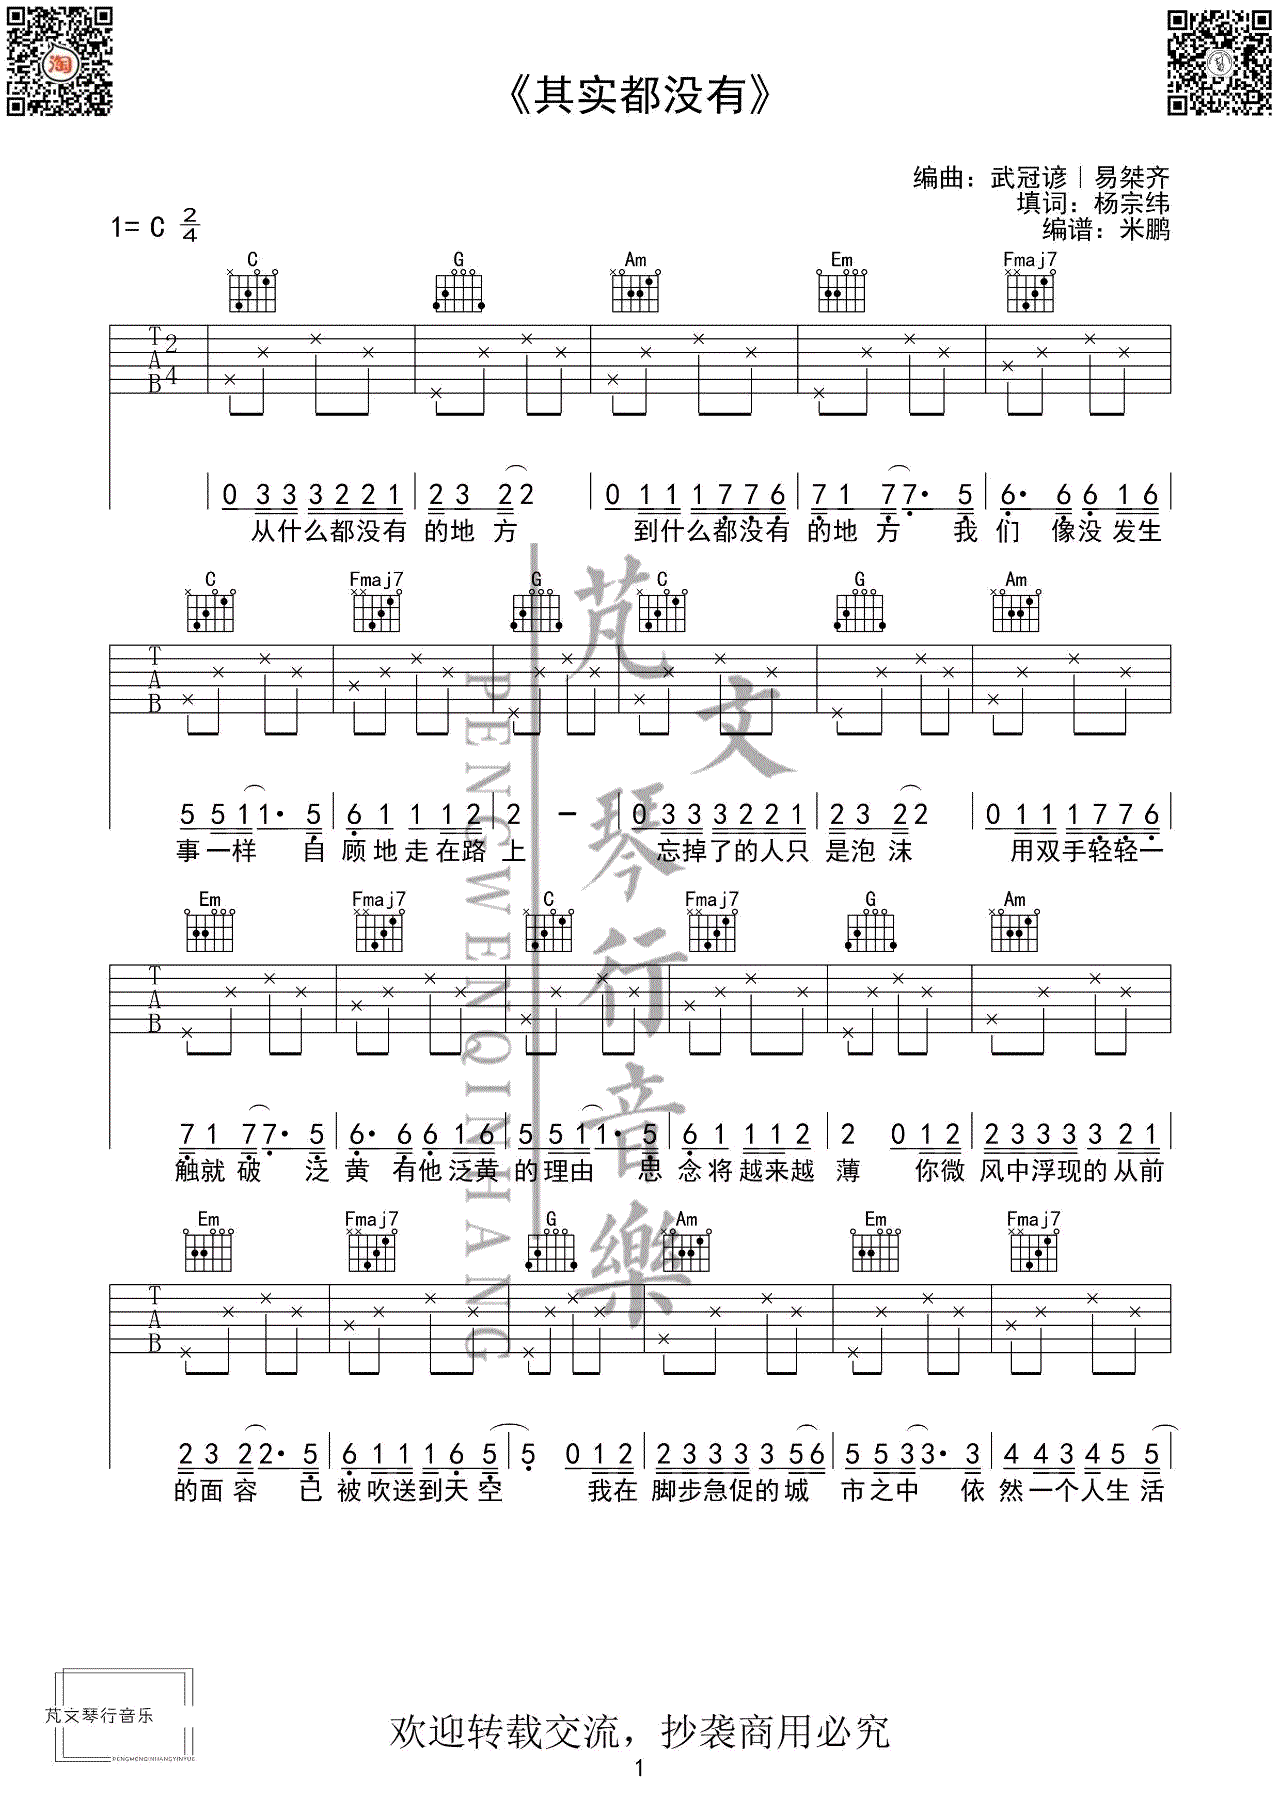 淘
《其实都没有》
编曲：武冠谚｜易桀齐
填词：杨宗纬
编谱：米鹏
1= C 2/4
C G Am Em Fmaj7
T A B 2 4
0 3 3 3 2 2 1 2 3 2 2 0 1 1 1 7 7 6 7 1 7 7· 5 6· 6 6 1 6
从什么都没有 的地方 到什么都没有 的地方 我 们 像没发生
C Fmaj7 G C G Am
T A B
5 5 1 1· 5 6 1 1 1 2 2 － 0 3 3 3 2 2 1 2 3 2 2 0 1 1 1 7 7 6
事一样 自 顾地走在路 上 忘掉了的人只 是泡沫 用双手轻轻一
Em Fmaj7 C Fmaj7 G Am
T A B
7 1 7 7· 5 6· 6 6 1 6 5 5 1 1· 5 6 1 1 1 2 2 0 1 2 2 3 3 3 3 2 1
触就破 泛 黄 有他泛黄 的理由 思 念将越来越 薄 你微 风中浮现的从前
Em Fmaj7 G Am Em Fmaj7
T A B
2 3 2 2· 5 6 1 1 1 6 5 5 0 1 2 2 3 3 3 3 5 6 5 5 3 3· 3 4 4 4 4 5 5
的面容 已 被吹送到天空 我在 脚步急促的城 市之中 依 然一个人生活
芃文琴行音樂
PENGWENQINHANG
芃文琴行音乐
PENGWENQINHANGYINYUE
欢迎转载交流，抄袭商用必究
1